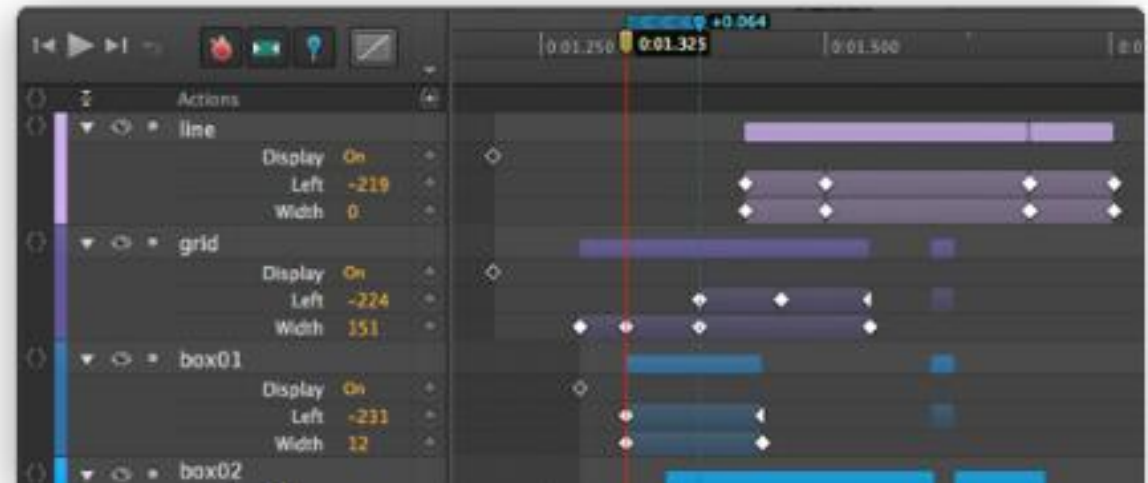 +0.064
0:01.250 0:01.325 0:01.500
Actions
line
Display On
Left -219
Width 0
grid
Display On
Left -224
Width 151
box01
Display On
Left -231
Width 12
box02